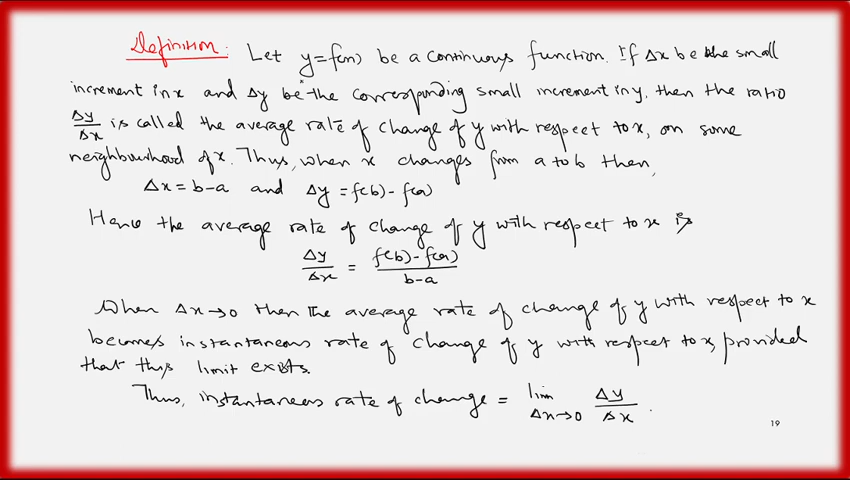 Definition: Let y=f(x) be a continuous function. If Δx be the small
increment in x and Δy be the corresponding small increment in y, then the ratio
Δy/Δx is called the average rate of change of y with respect to x, on some
neighbourhood of x. Thus, when x changes from a to b then,
Δx = b-a and Δy = f(b) - f(a)
Hence the average rate of change of y with respect to x is
Δy/Δx = (f(b) - f(a))/(b-a)
When Δx→0 then the average rate of change of y with respect to x
becomes instantaneous rate of change of y with respect to x, provided
that this limit exists.
Thus, instantaneous rate of change = lim Δx→0 Δy/Δx.
19